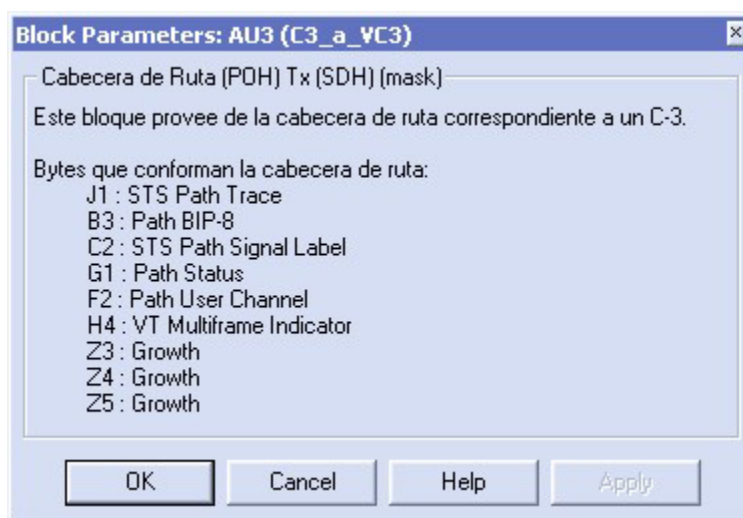 Block Parameters: AU3 (C3_a_VC3)
Cabecera de Ruta (POH) Tx (SDH) (mask)
Este bloque provee de la cabecera de ruta correspondiente a un C-3.
Bytes que conforman la cabecera de ruta:
J1 : STS Path Trace
B3 : Path BIP-8
C2 : STS Path Signal Label
G1 : Path Status
F2 : Path User Channel
H4 : VT Multiframe Indicator
Z3 : Growth
Z4 : Growth
Z5 : Growth
OK Cancel Help Apply